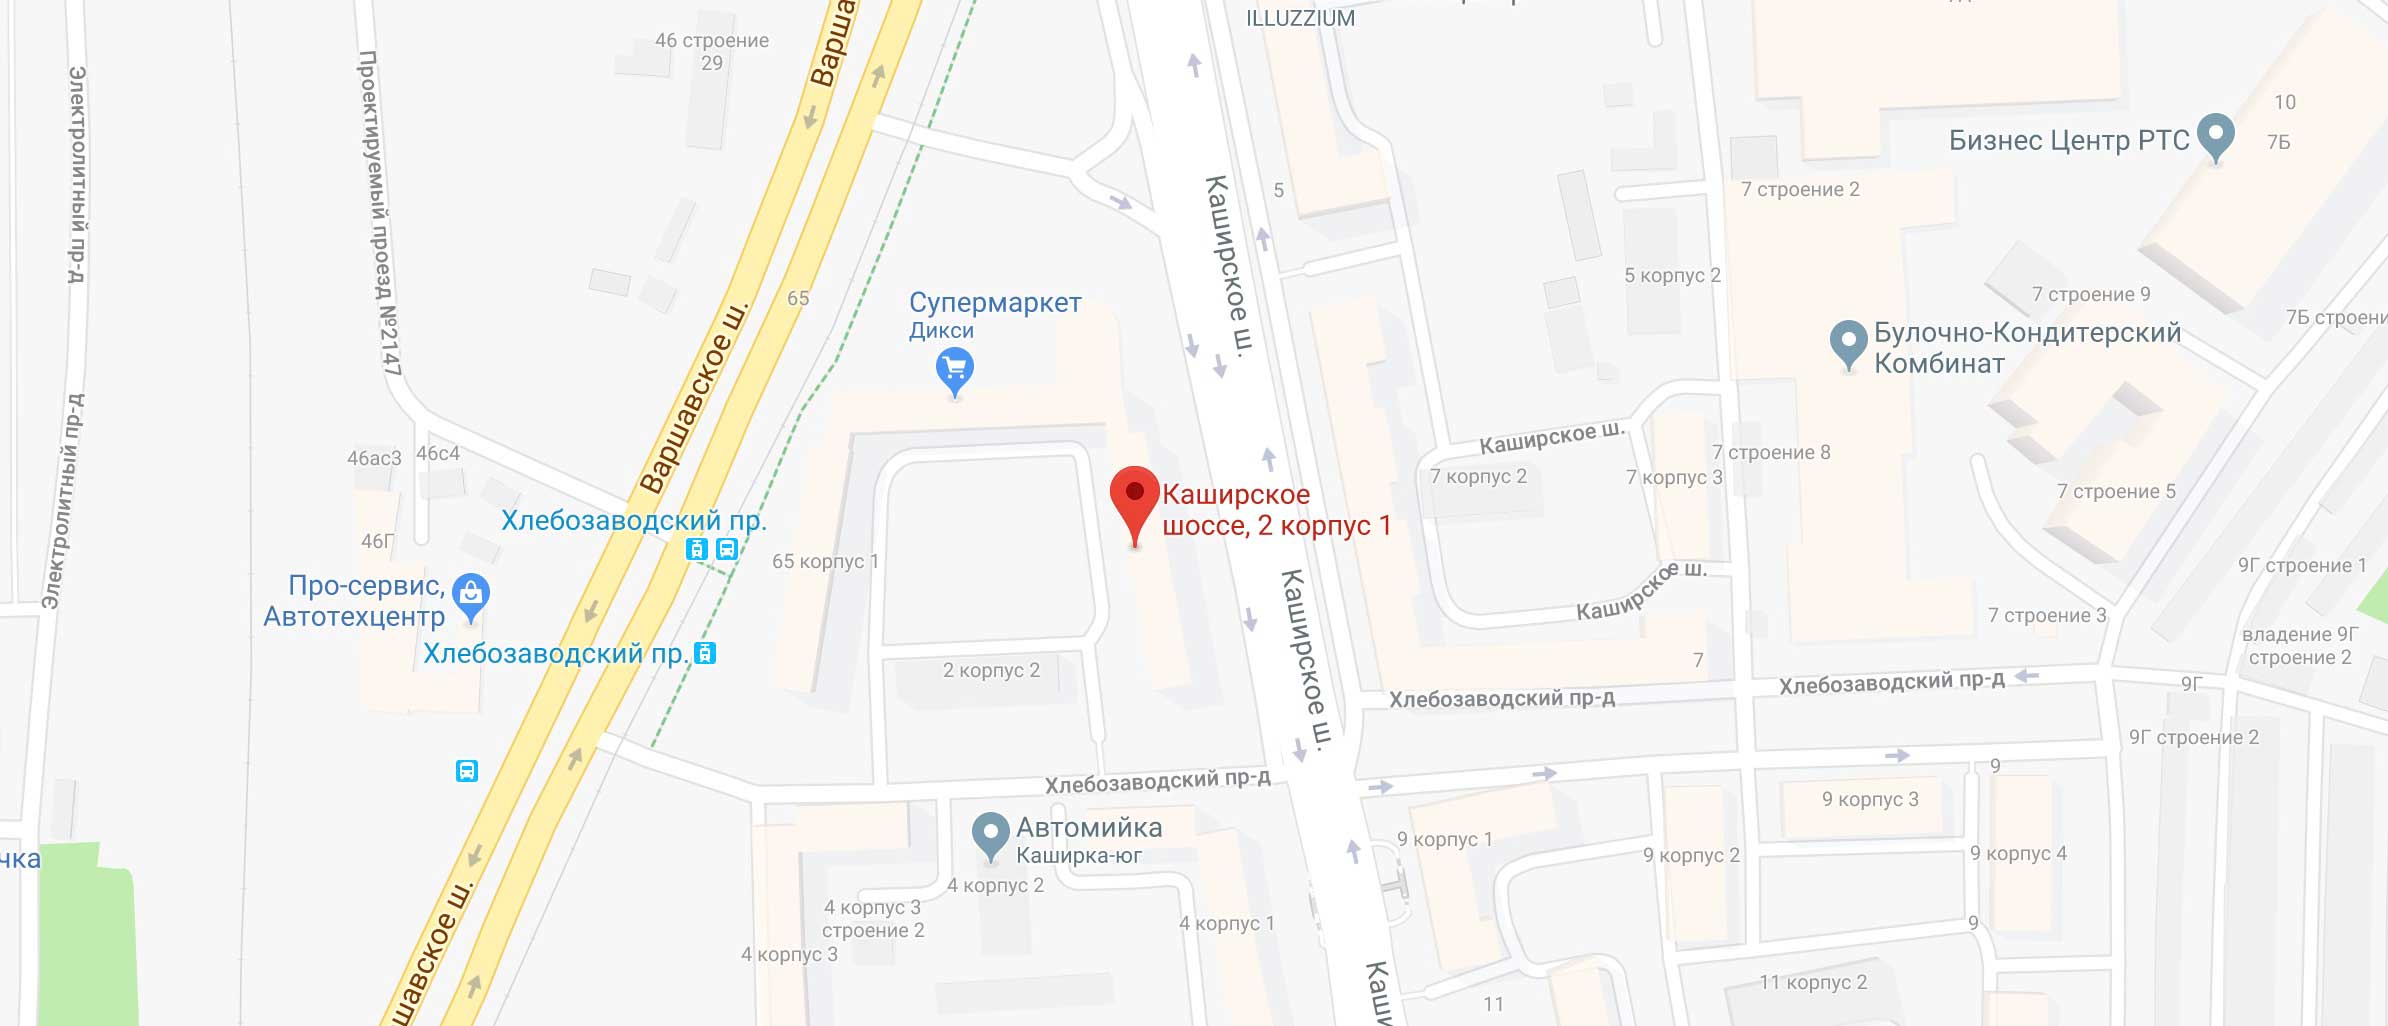 ILLUZZIUM
46 строение
29
Варша
Электролитный пр-д
Проектируемый проезд №2147
10
7Б
Бизнес Центр РТС
7 строение 2
5
Каширское ш.
5 корпус 2
7 строение 9
65
Супермаркет
Дикси
7Б строени
Булочно-Кондитерский
Комбинат
Варшавское ш.
Электролитный пр-д
46ас3
46с4
Каширское ш.
7 корпус 2
7 корпус 3
7 строение 8
7 строение 5
Каширское
шоссе, 2 корпус 1
Хлебозаводский пр.
46Г
65 корпус 1
9Г строение 1
Каширское ш.
Про-сервис,
Автотехцентр
7 строение 3
Хлебозаводский пр.
владение 9Г
строение 2
2 корпус 2
Каширское ш.
7
Хлебозаводский пр-д
Хлебозаводский пр-д
9Г
9Г строение 2
Хлебозаводский пр-д
9
9 корпус 3
Автомийка
Каширка-юг
9 корпус 1
9 корпус 2
9 корпус 4
чка
4 корпус 2
4 корпус 3
строение 2
4 корпус 1
9
4 корпус 3
шавское ш.
Каши
11 корпус 2
11